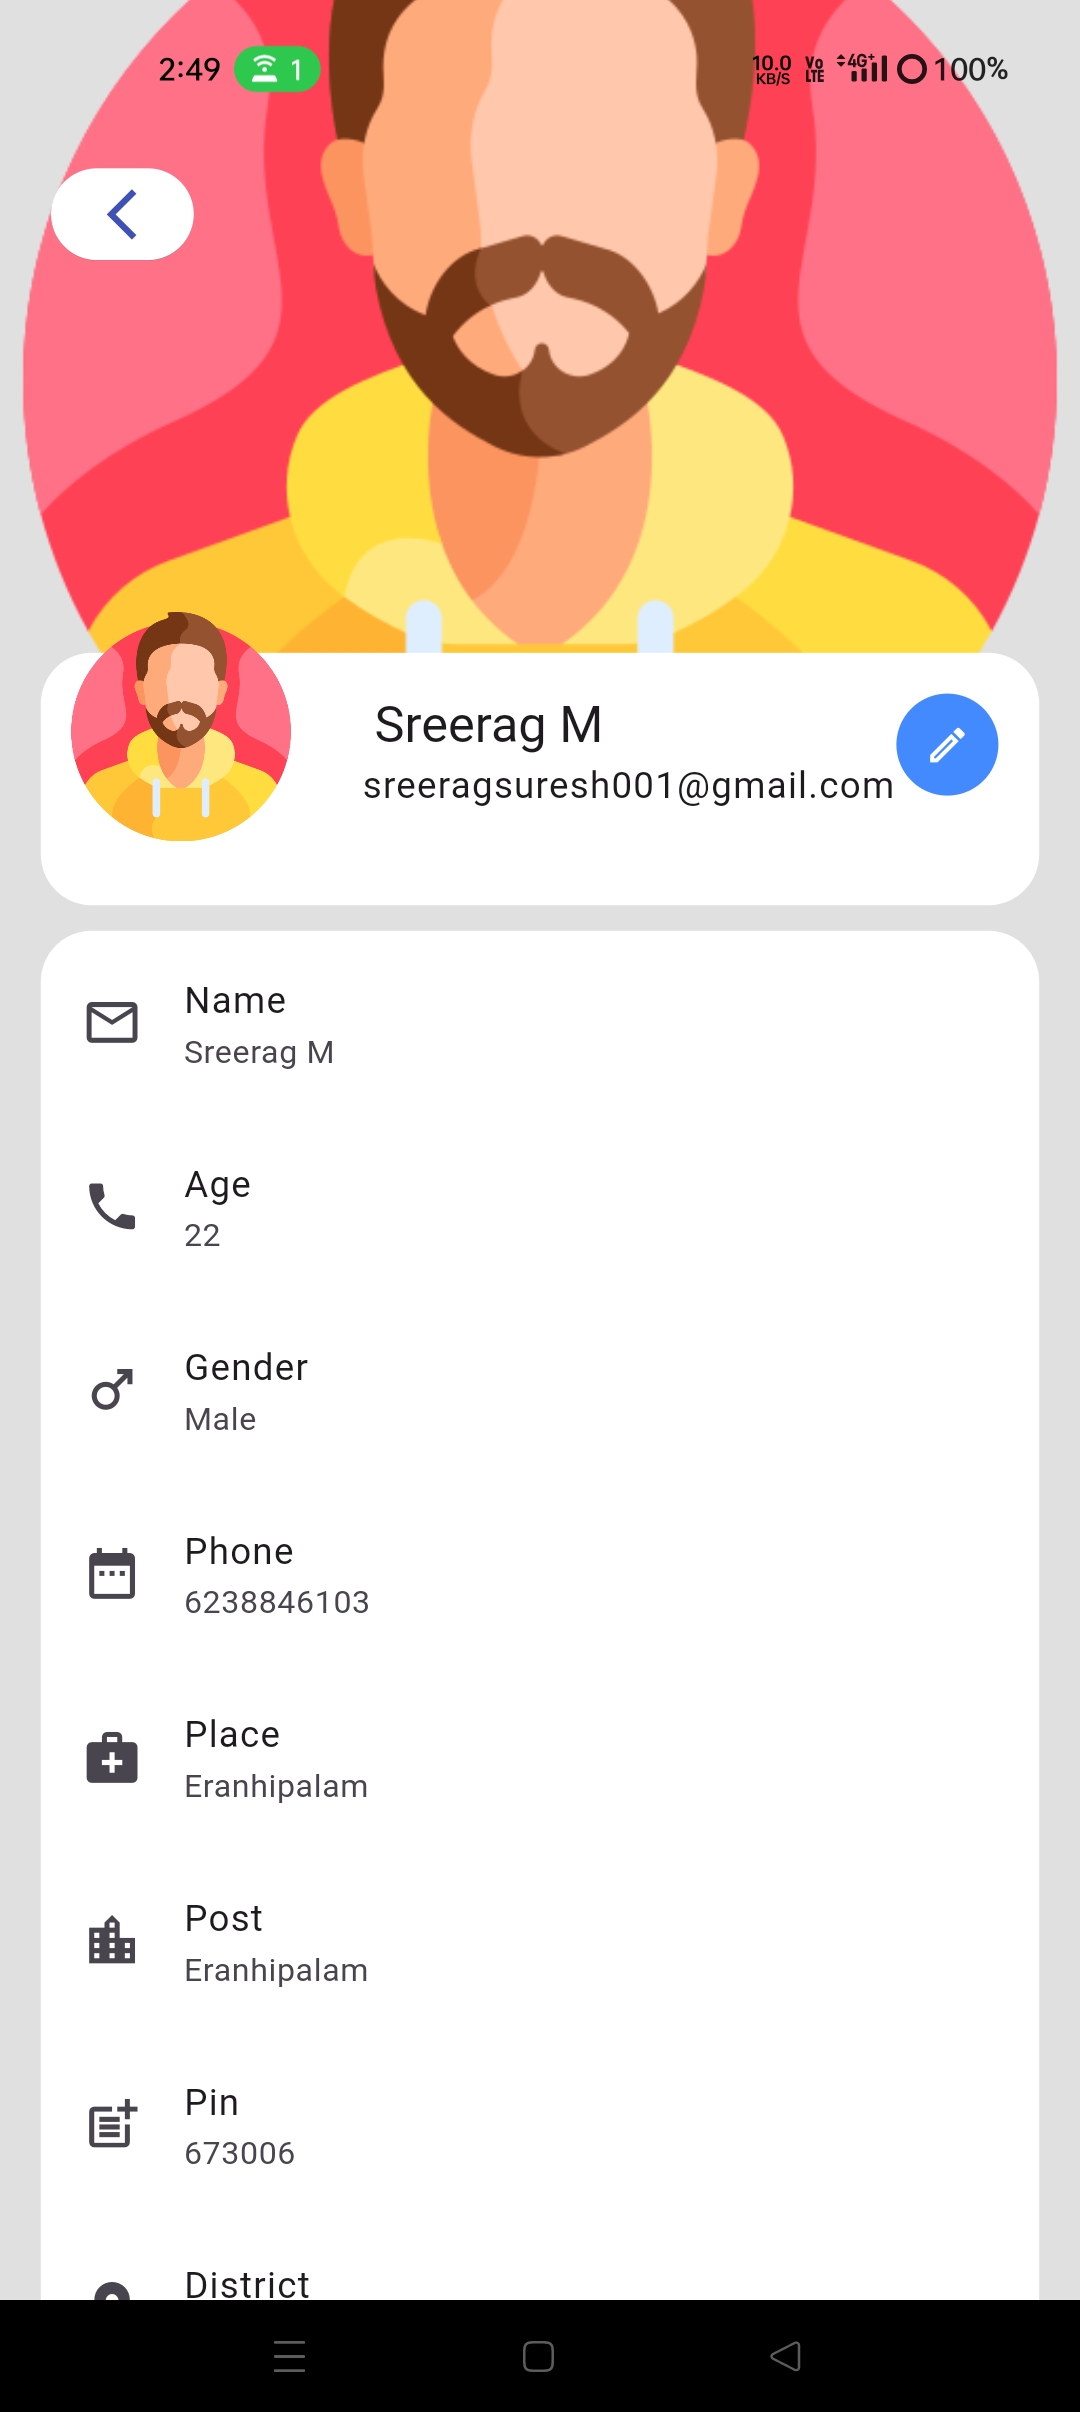 2:49 1 10.0 KB/S Vo LTE 4G+ 100%
Sreerag M
sreeragsuresh001@gmail.com
Name
Sreerag M
Age
22
Gender
Male
Phone
6238846103
Place
Eranhipalam
Post
Eranhipalam
Pin
673006
District